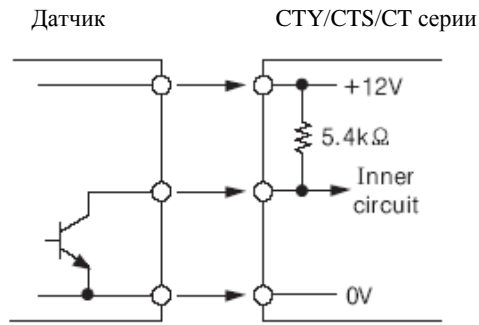 Датчик
CTY/CTS/CT серии
+12V
5.4kΩ
Inner
circuit
0V